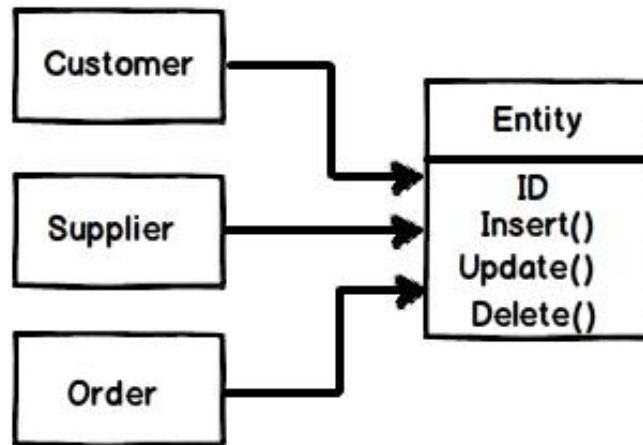 Customer
Supplier
Order
Entity
ID
Insert()
Update()
Delete()